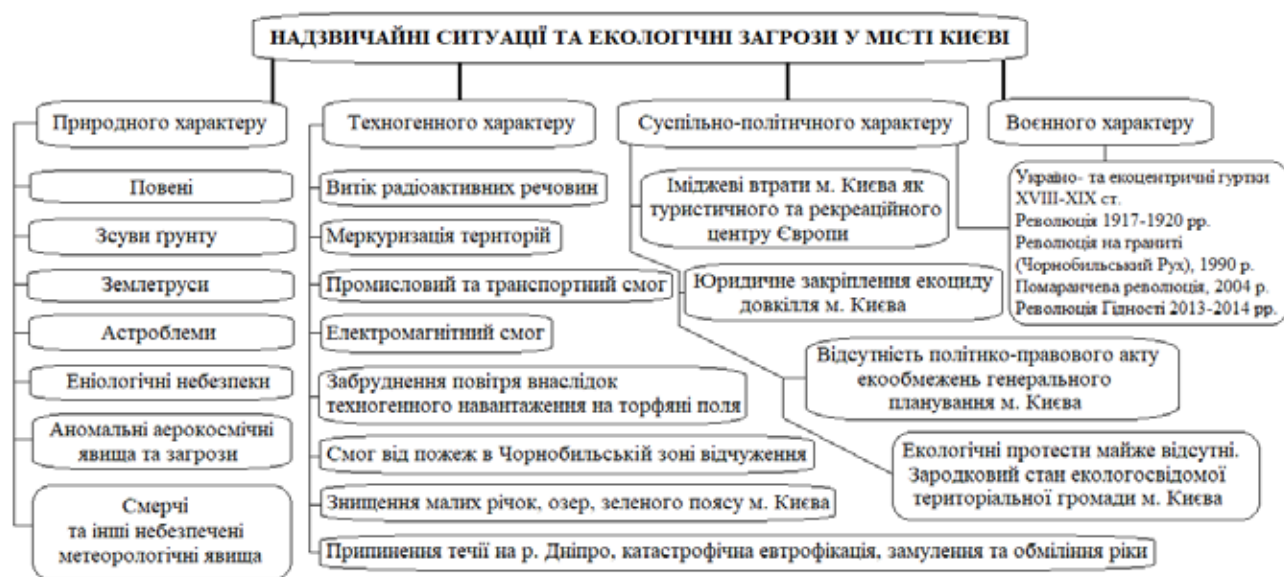 НАДЗВИЧАЙНІ СИТУАЦІЇ ТА ЕКОЛОГІЧНІ ЗАГРОЗИ У МІСТІ КИЄВІ
Природного характеру
Повені
Зсуви ґрунту
Землетруси
Астроблеми
Еніологічні небезпеки
Аномальні аерокосмічні
явища та загрози
Смерчі
та інші небезпечені
метеорологічні явища
Техногенного характеру
Витік радіоактивних речовин
Меркуризація територій
Промисловий та транспортний смог
Електромагнітний смог
Забруднення повітря внаслідок
техногенного навантаження на торфяні поля
Смог від пожеж в Чорнобильській зоні відчуження
Знищення малих річок, озер, зеленого поясу м. Києва
Припинення течії на р. Дніпро, катастрофічна евтрофікація, замулення та обміління ріки
Суспільно-політичного характеру
Іміджеві втрати м. Києва як
туристичного та рекреаційного
центру Європи
Юридичне закріплення екоциду
довкілля м. Києва
Відсутність політико-правового акту
екообмежень генерального
планування м. Києва
Екологічні протести майже відсутні.
Зародковий стан екологосвідомої
територіальної громади м. Києва
Воєнного характеру
Україно- та екоцентричні гуртки
XVIII-XIX ст.
Революція 1917-1920 рр.
Революція на граниті
(Чорнобильський Рух), 1990 р.
Помаранчева революція, 2004 р.
Революція Гідності 2013-2014 рр.